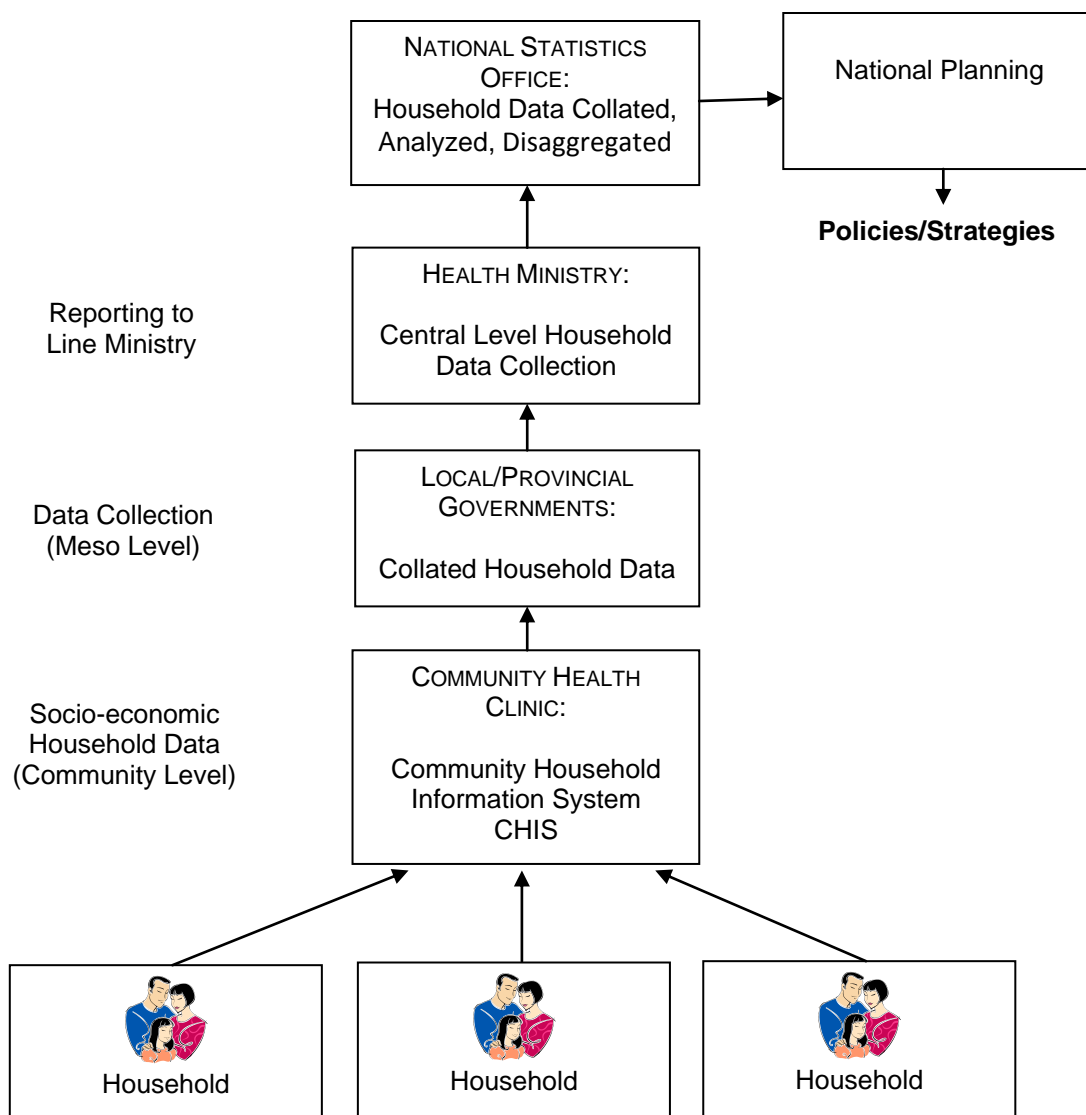 NATIONAL STATISTICS
OFFICE:
Household Data Collated,
Analyzed, Disaggregated
National Planning
Policies/Strategies
Reporting to
Line Ministry
HEALTH MINISTRY:
Central Level Household
Data Collection
Data Collection
(Meso Level)
LOCAL/PROVINCIAL
GOVERNMENTS:
Collated Household Data
Socio-economic
Household Data
(Community Level)
COMMUNITY HEALTH
CLINIC:
Community Household
Information System
CHIS
Household
Household
Household